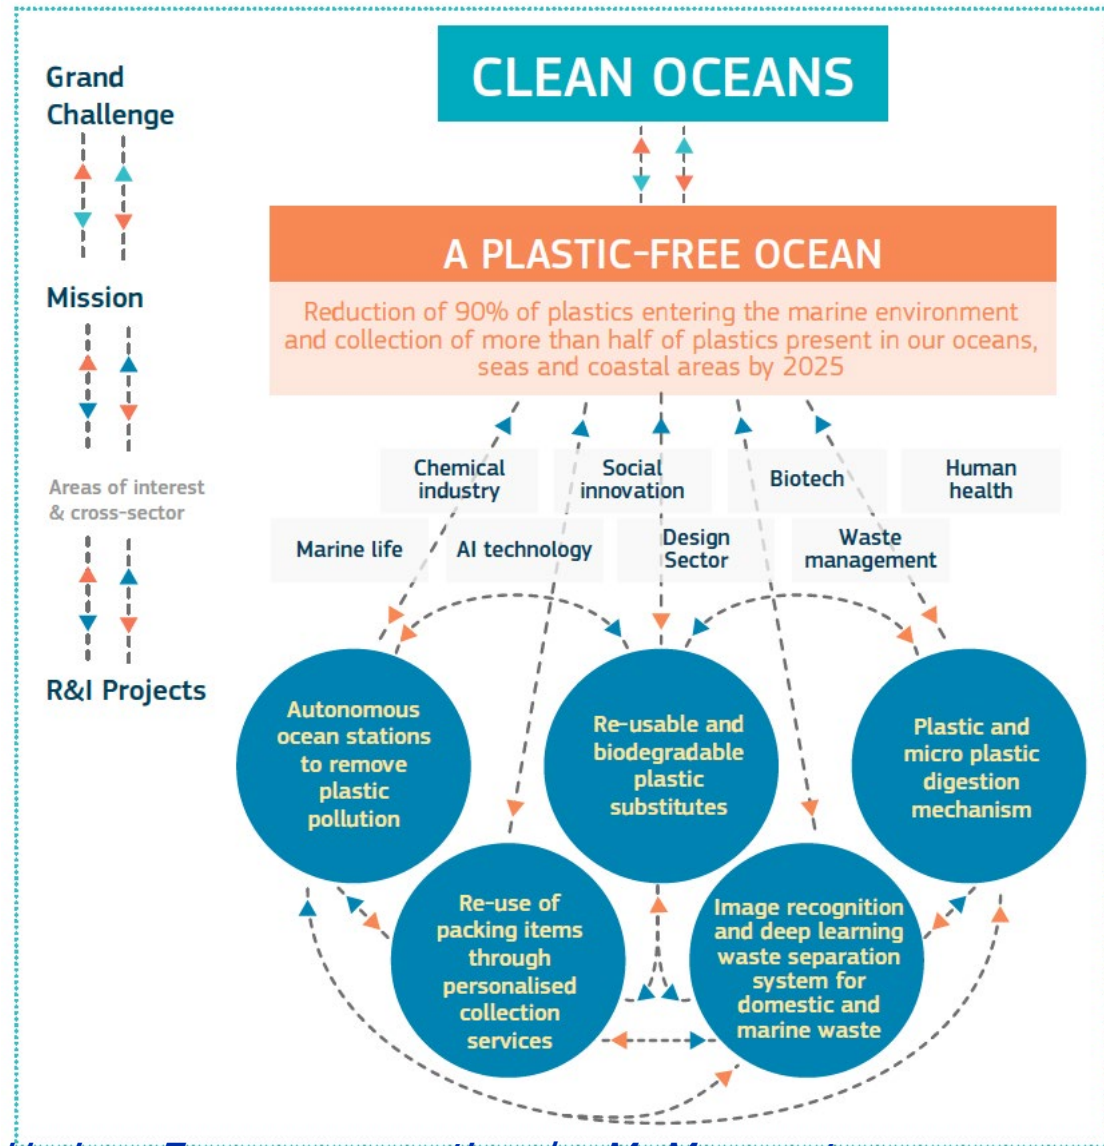 CLEAN OCEANS
Grand
Challenge
A PLASTIC-FREE OCEAN
Mission
Reduction of 90% of plastics entering the marine environment
and collection of more than half of plastics present in our oceans,
seas and coastal areas by 2025
Areas of interest
& cross-sector
Chemical
industry
Social
innovation
Biotech
Human
health
Marine life
AI technology
Design
Sector
Waste
management
R&I Projects
Autonomous
ocean stations
to remove
plastic
pollution
Re-usable and
biodegradable
plastic
substitutes
Plastic and
micro plastic
digestion
mechanism
Re-use of
packing items
through
personalised
collection
services
Image recognition
and deep learning
waste separation
system for
domestic and
marine waste